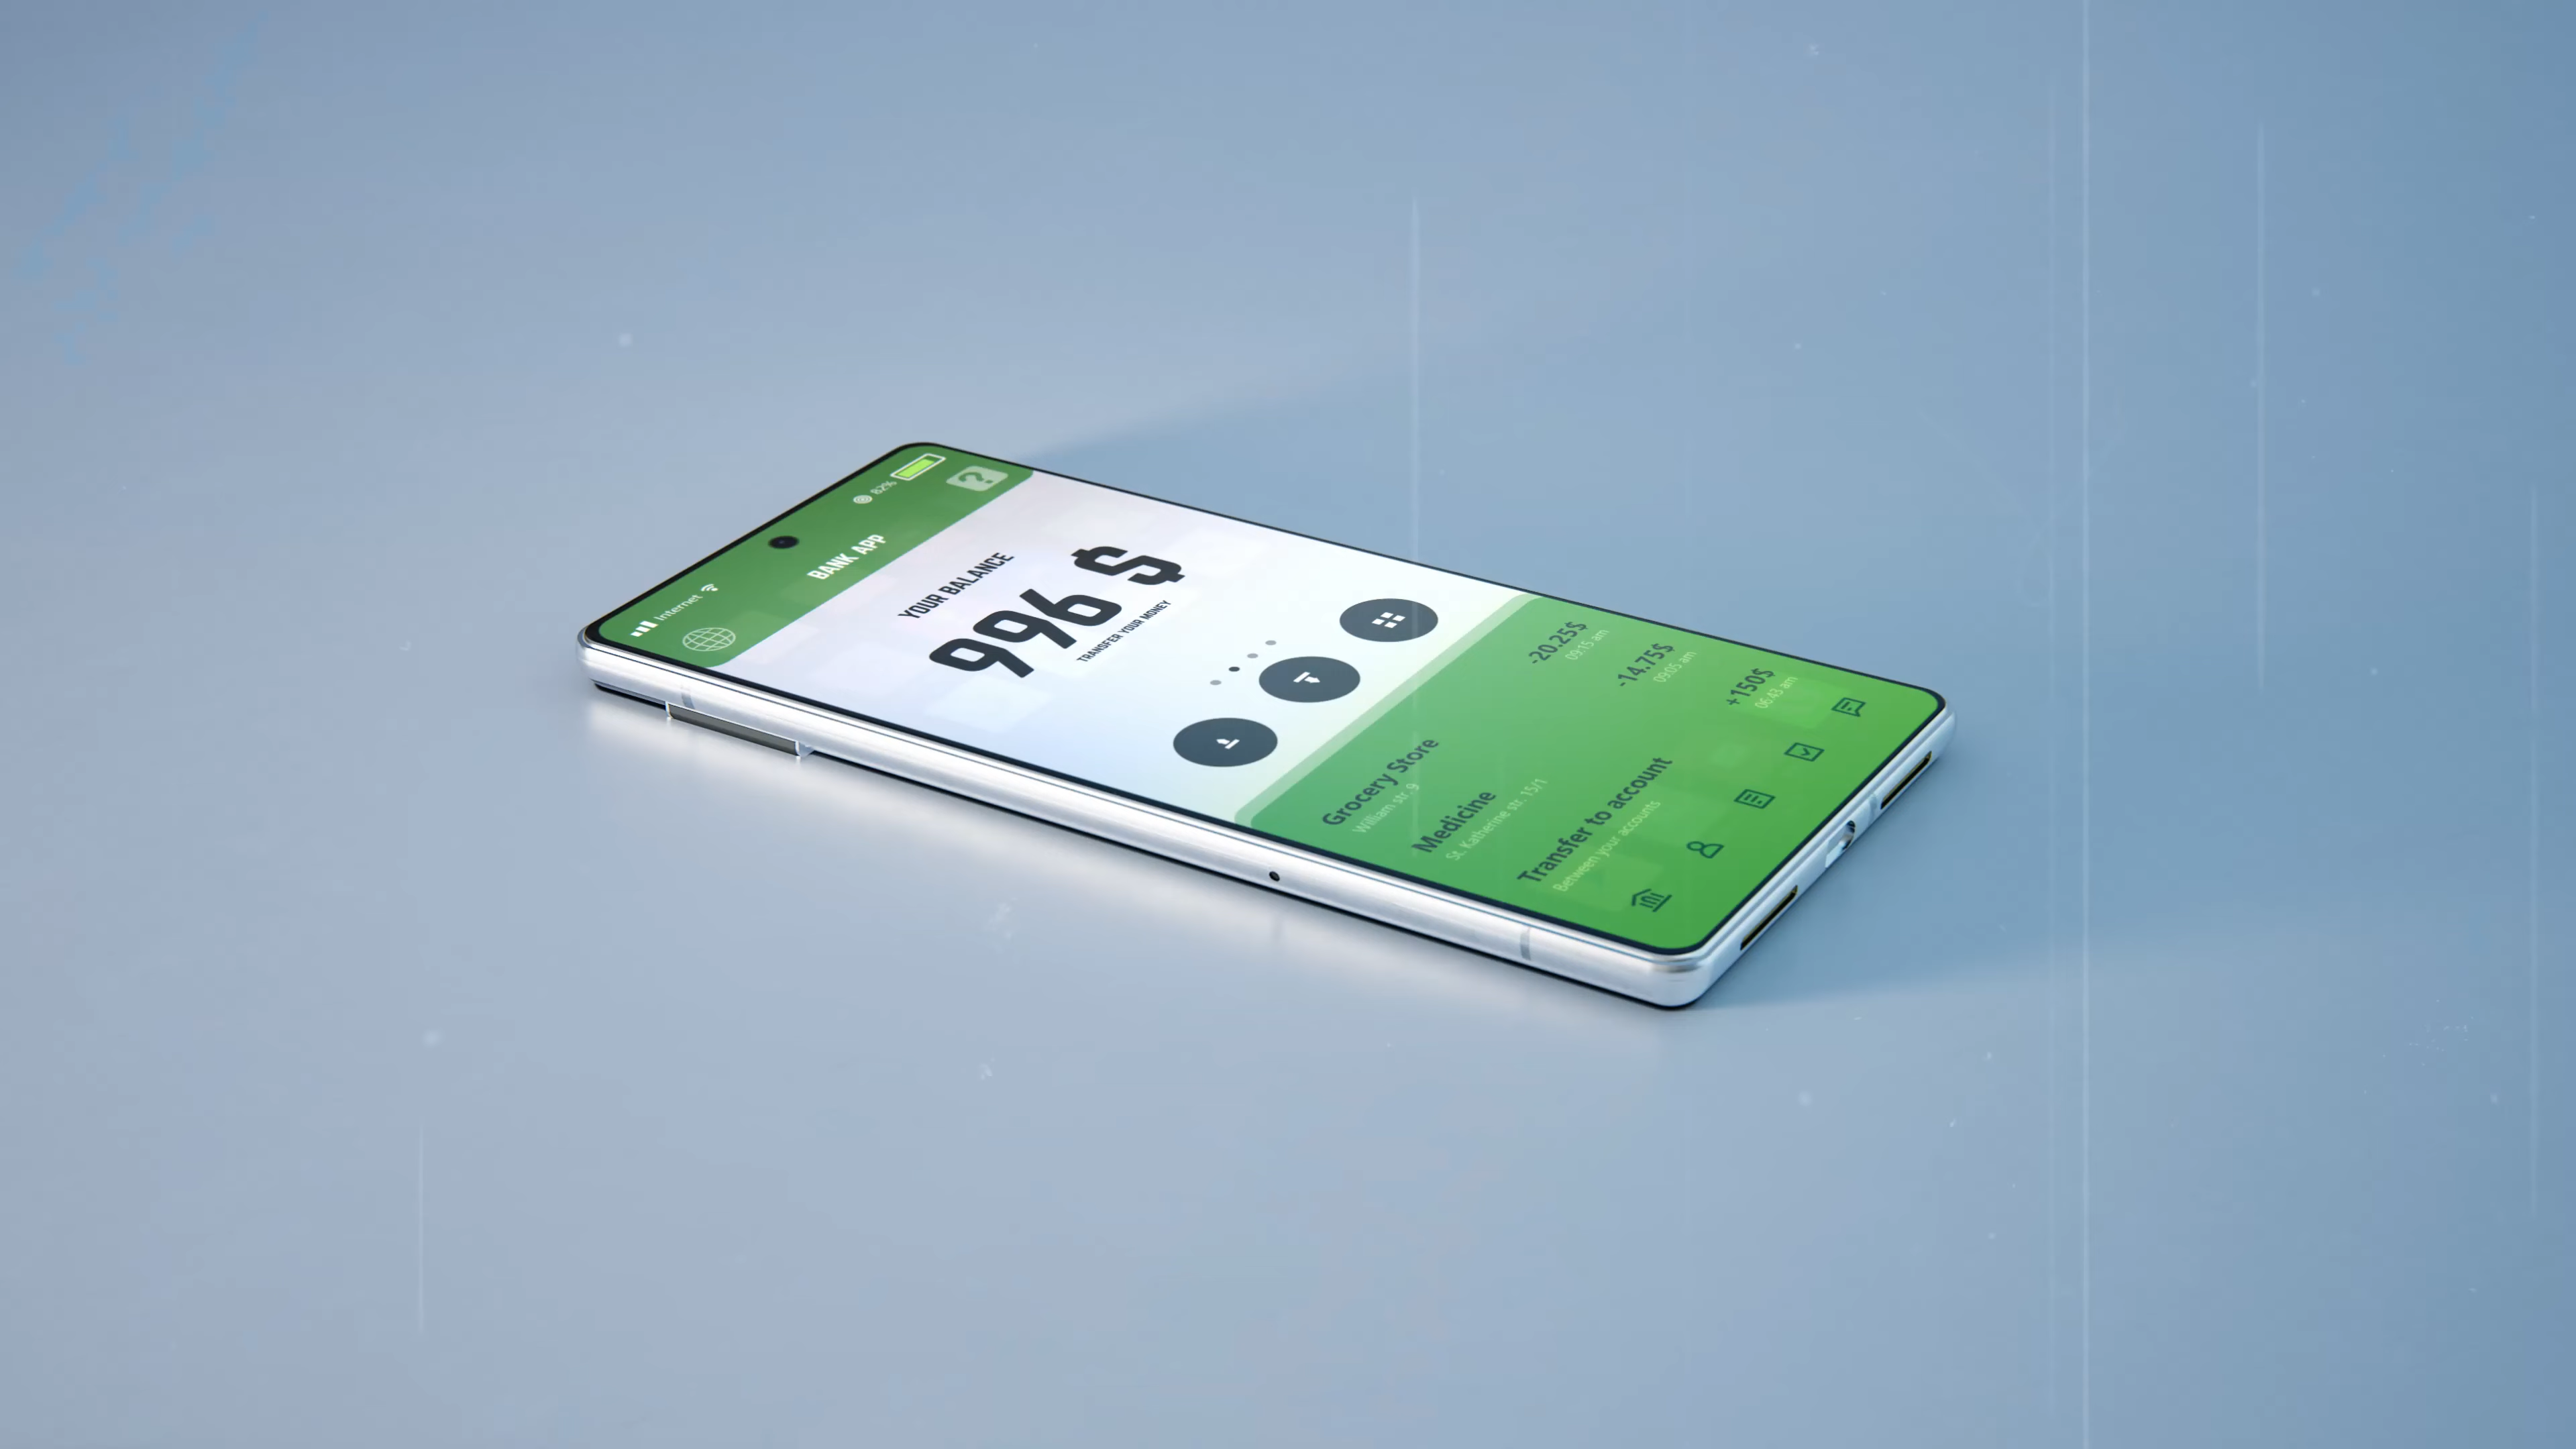 Internet 82%
BANK APP
YOUR BALANCE
996 $
TRANSFER YOUR MONEY
Grocery Store -20.25$
William str. 9 09:15 am
Medicine -14.75$
St. Katherine str. 15/1 09:05 am
Transfer to account +150$
Between your accounts 06:43 am